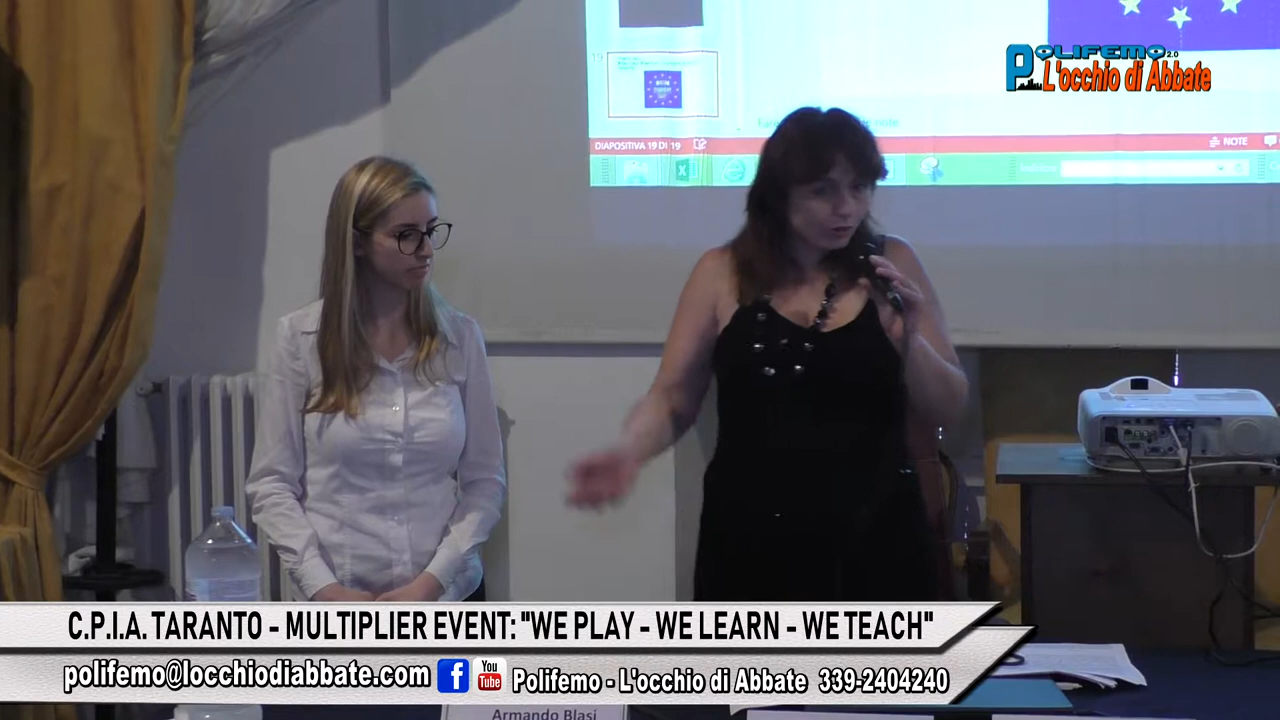 POLIFEMO 2.0
L'occhio di Abbate
19
DIAPOSITIVA 19 DI 19
NOTE
C.P.I.A. TARANTO - MULTIPLIER EVENT: "WE PLAY - WE LEARN - WE TEACH"
polifemo@locchiodiabbate.com
You Tube
Polifemo - L'occhio di Abbate 339-2404240
Armando Blasi